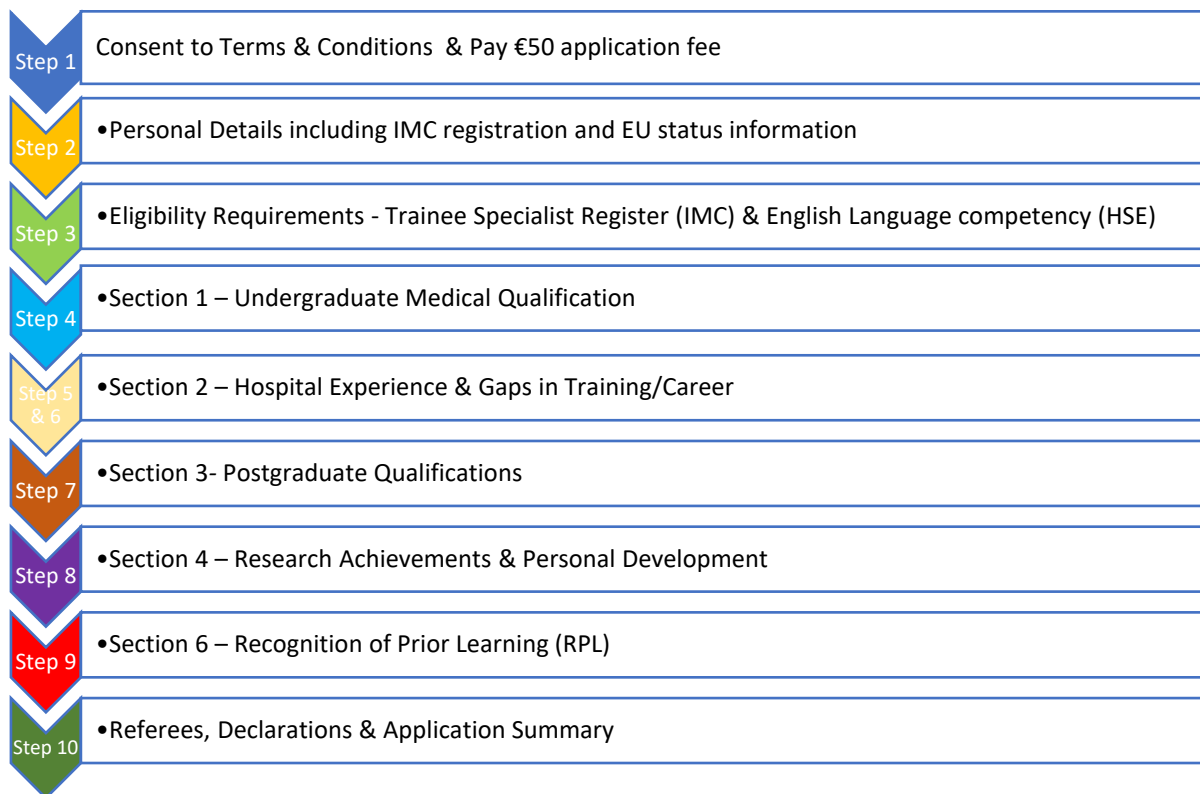 Step 1
Consent to Terms & Conditions  & Pay €50 application fee
Step 2
•Personal Details including IMC registration and EU status information
Step 3
•Eligibility Requirements - Trainee Specialist Register (IMC) & English Language competency (HSE)
Step 4
•Section 1 – Undergraduate Medical Qualification
Step 5
& 6
•Section 2 – Hospital Experience & Gaps in Training/Career
Step 7
•Section 3- Postgraduate Qualifications
Step 8
•Section 4 – Research Achievements & Personal Development
Step 9
•Section 6 – Recognition of Prior Learning (RPL)
Step 10
•Referees, Declarations & Application Summary